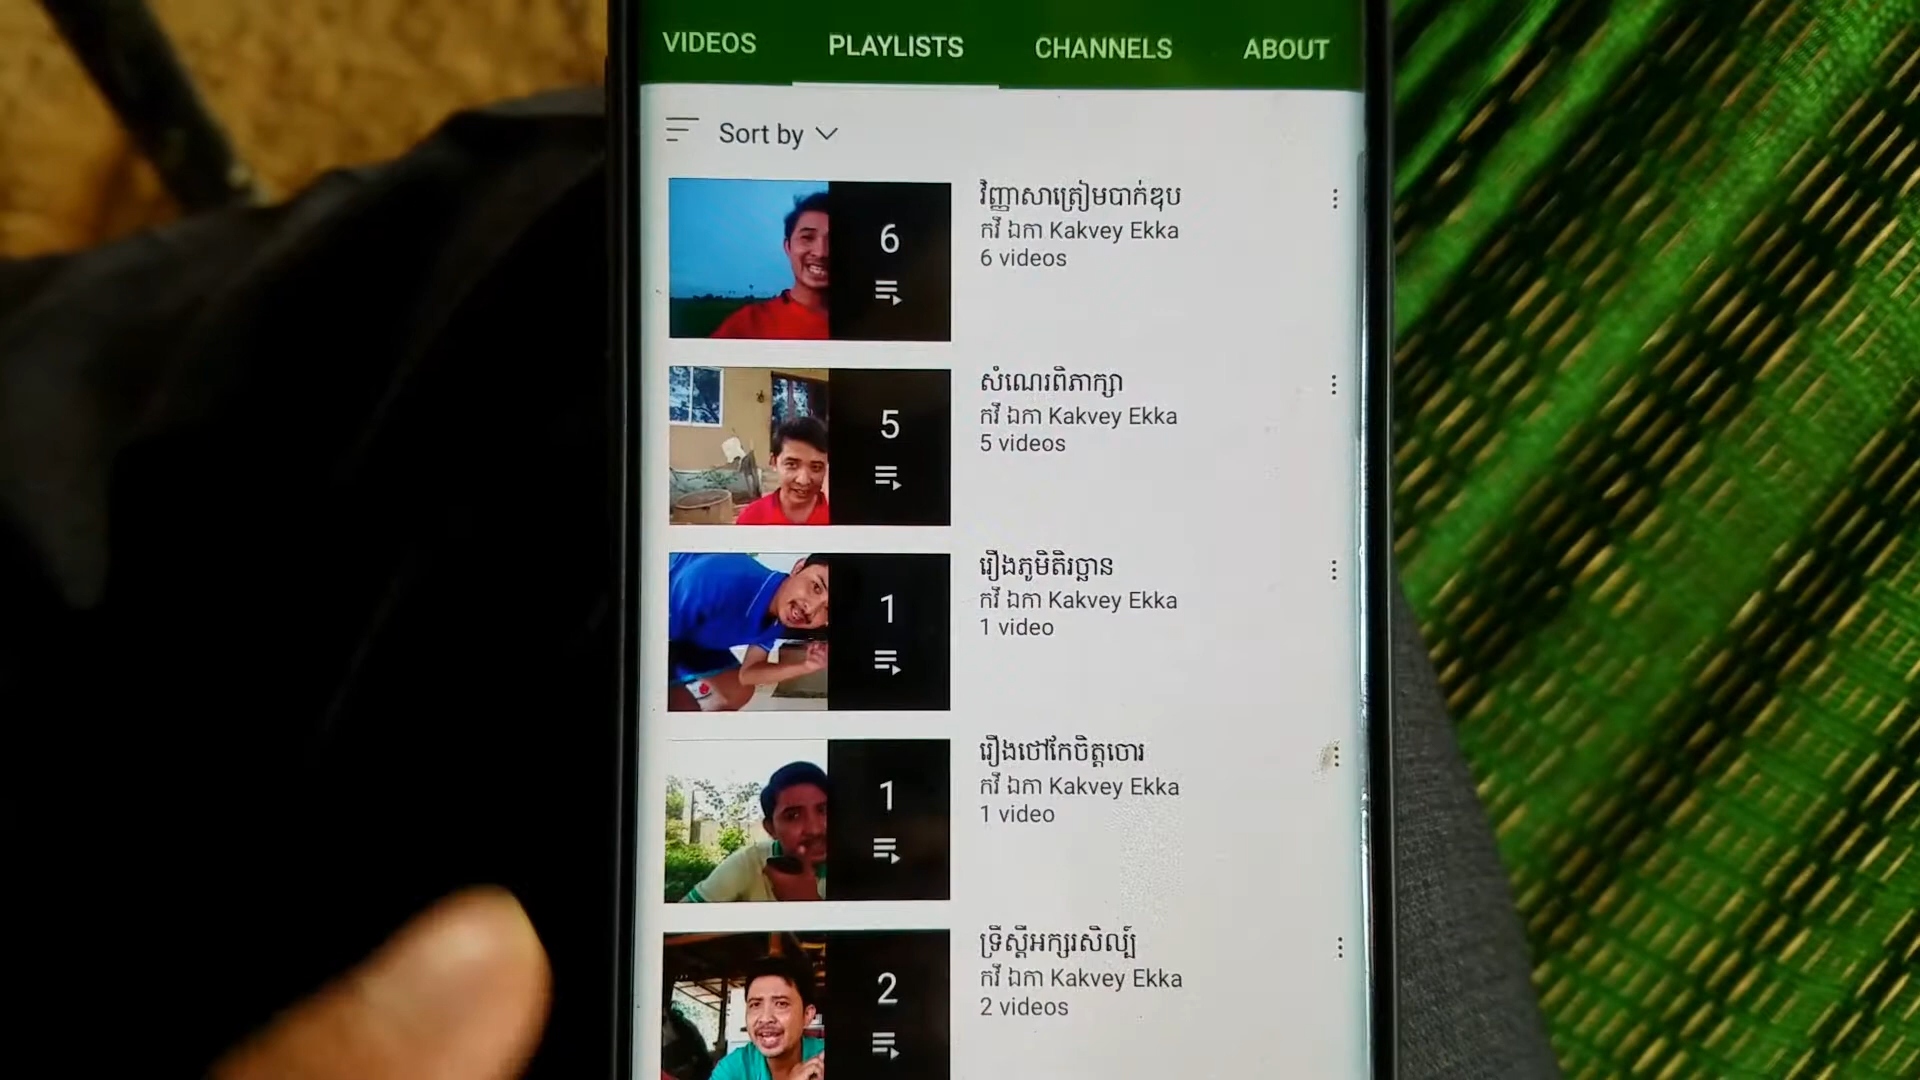 VIDEOS PLAYLISTS CHANNELS ABOUT
Sort by
6
វិញ្ញាសាត្រៀមបាក់ឌុប
កវី ឯកា Kakvey Ekka
6 videos
5
សំណេរពិភាក្សា
កវី ឯកា Kakvey Ekka
5 videos
1
រឿងភូមិតិរច្ឆាន
កវី ឯកា Kakvey Ekka
1 video
1
រឿងថៅកែចិត្តចោរ
កវី ឯកា Kakvey Ekka
1 video
2
ទ្រឹស្តីអក្សរសិល្ប៍
កវី ឯកា Kakvey Ekka
2 videos